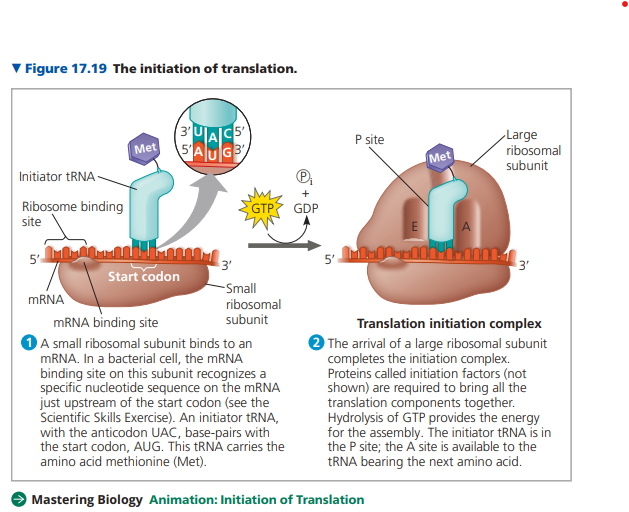 ▼ Figure 17.19 The initiation of translation.
Met
3' U A C 5'
5' A U G 3'
Initiator tRNA
Ribosome binding
site
5'
3'
Start codon
mRNA
mRNA binding site
Small
ribosomal
subunit
GTP
Pi
+
GDP
P site
Met
Large
ribosomal
subunit
E
A
5'
3'
Translation initiation complex
1 A small ribosomal subunit binds to an
mRNA. In a bacterial cell, the mRNA
binding site on this subunit recognizes a
specific nucleotide sequence on the mRNA
just upstream of the start codon (see the
Scientific Skills Exercise). An initiator tRNA,
with the anticodon UAC, base-pairs with
the start codon, AUG. This tRNA carries the
amino acid methionine (Met).
2 The arrival of a large ribosomal subunit
completes the initiation complex.
Proteins called initiation factors (not
shown) are required to bring all the
translation components together.
Hydrolysis of GTP provides the energy
for the assembly. The initiator tRNA is in
the P site; the A site is available to the
tRNA bearing the next amino acid.
Mastering Biology Animation: Initiation of Translation